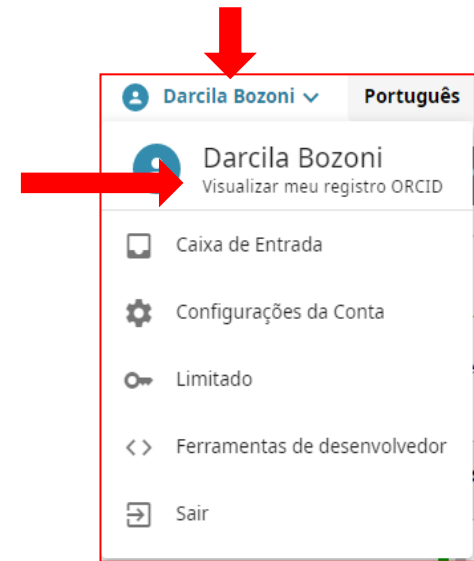 Darcila Bozoni Português
Darcila Bozoni
Visualizar meu registro ORCID
Caixa de Entrada
Configurações da Conta
Limitado
Ferramentas de desenvolvedor
Sair